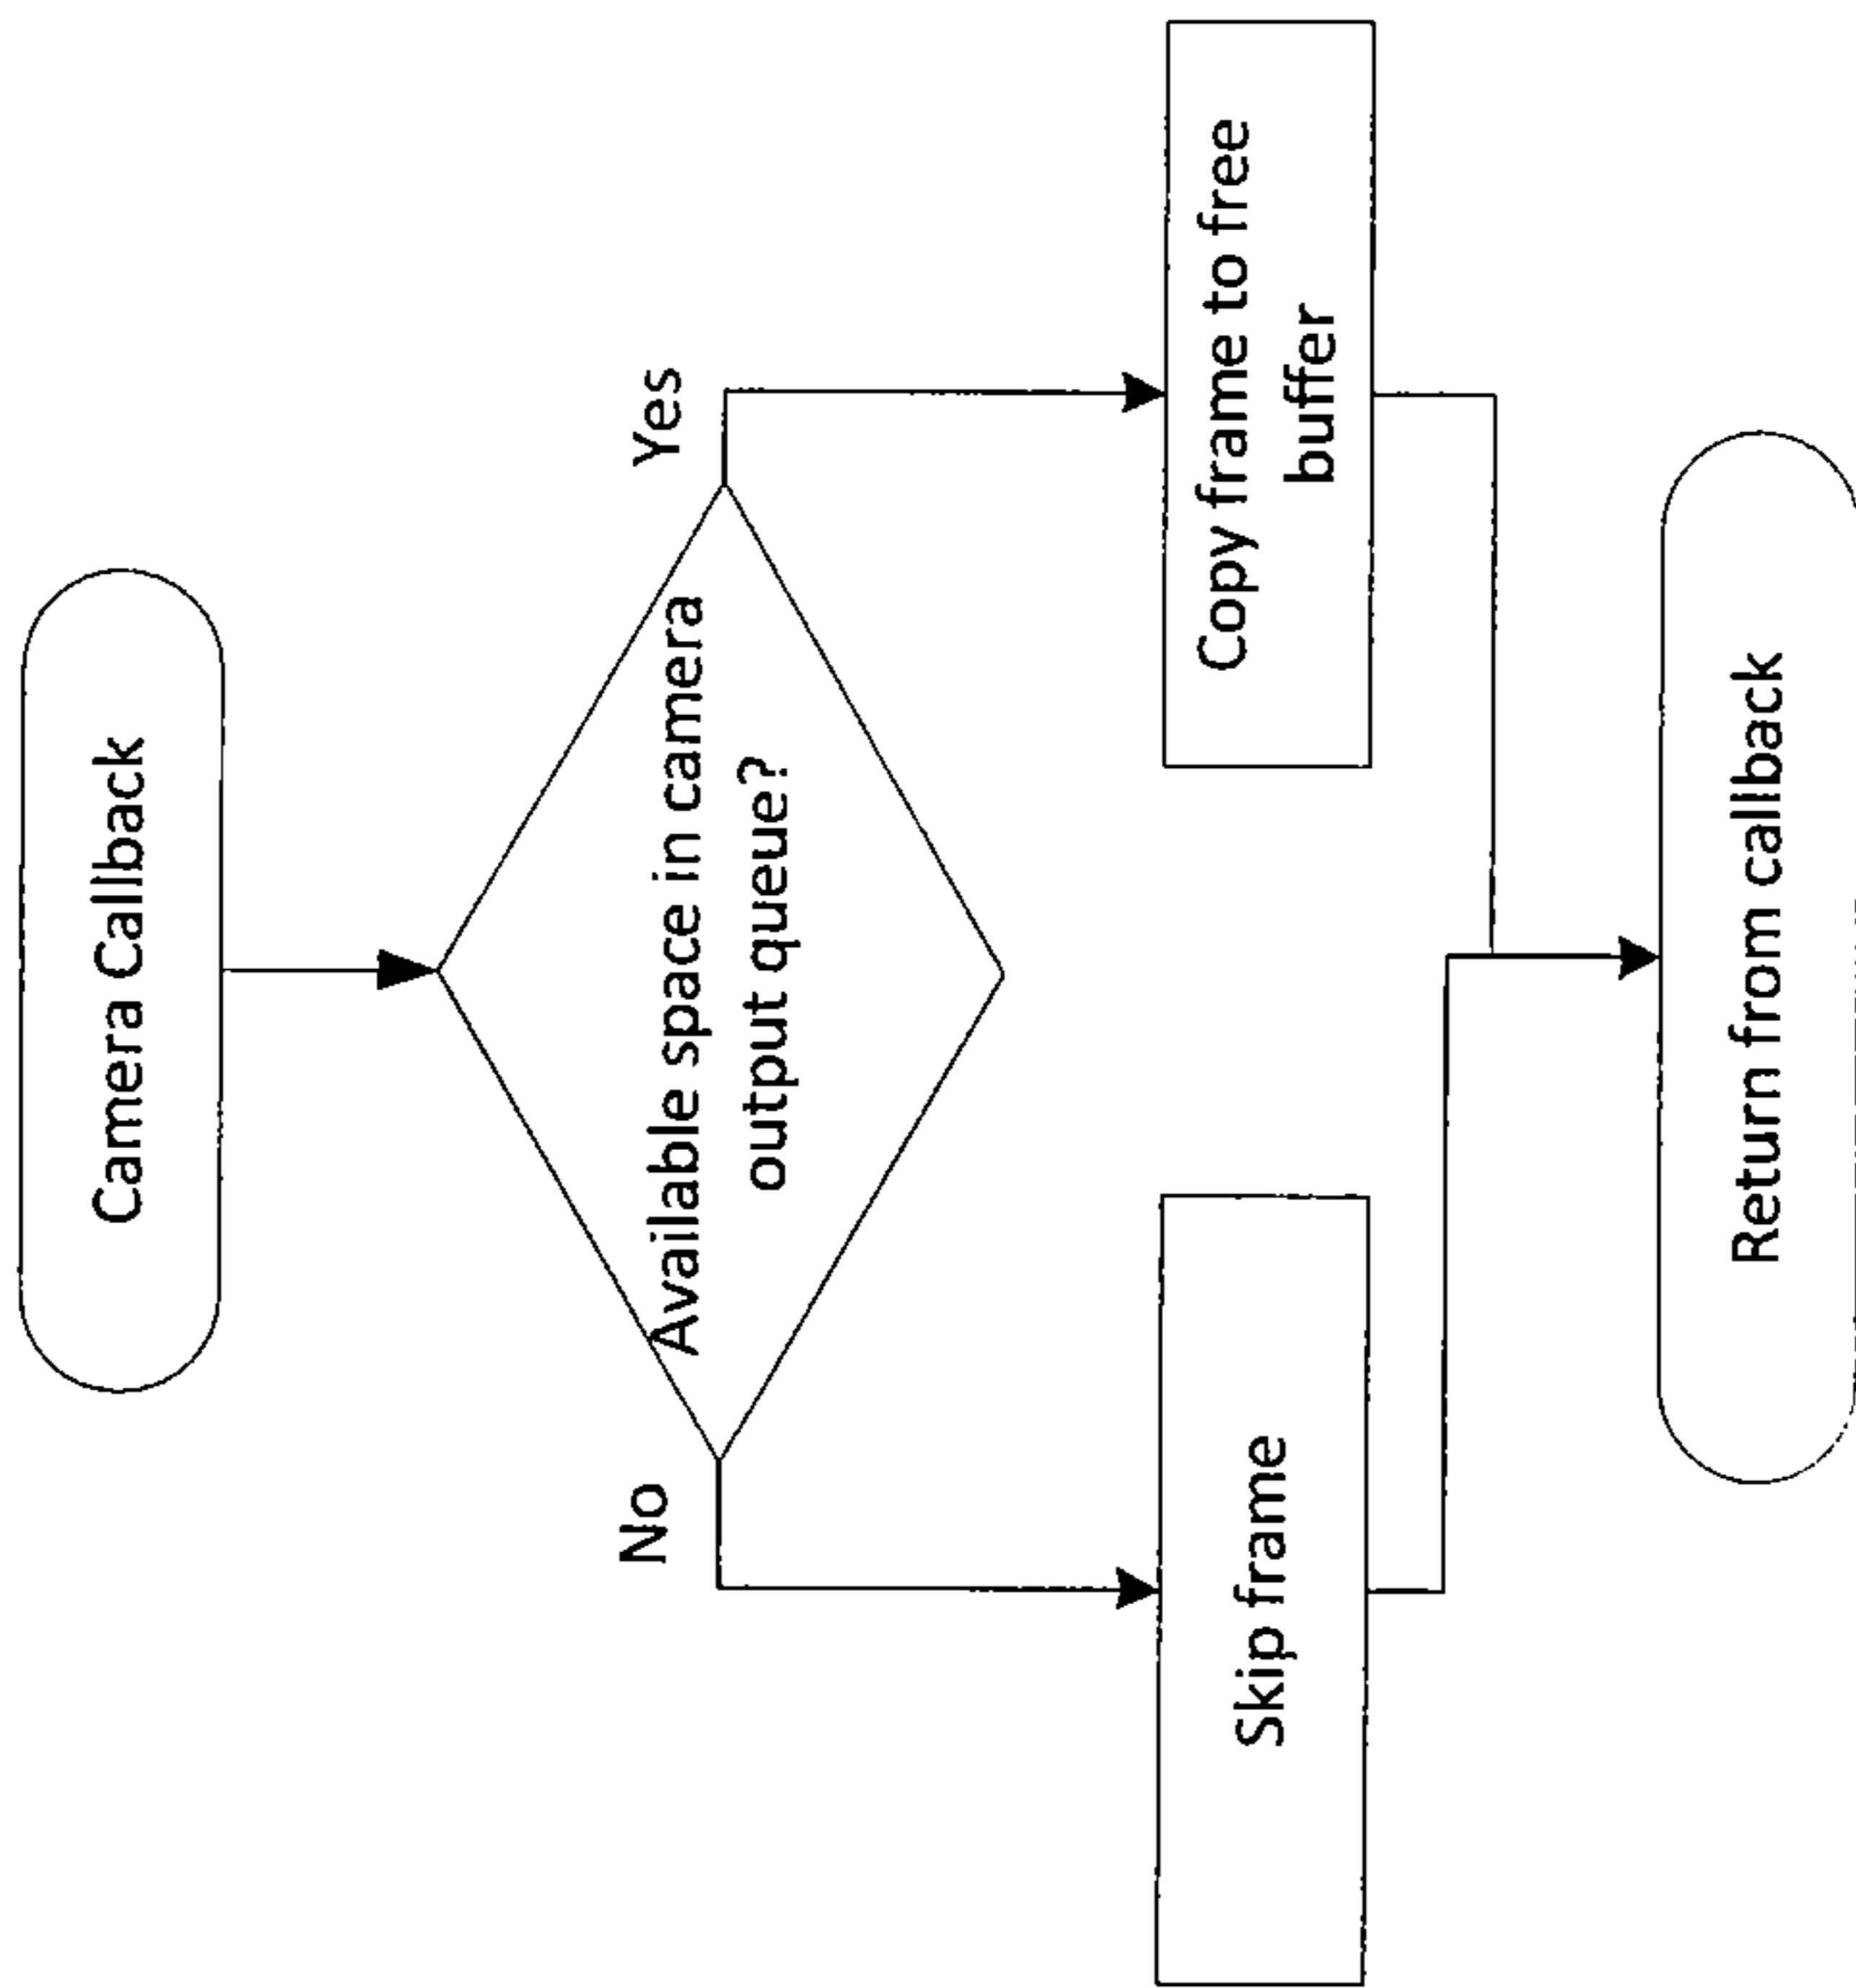 Camera Callback
Available space in camera
output queue?
No
Yes
Skip frame
Copy frame to free
buffer
Return from callback